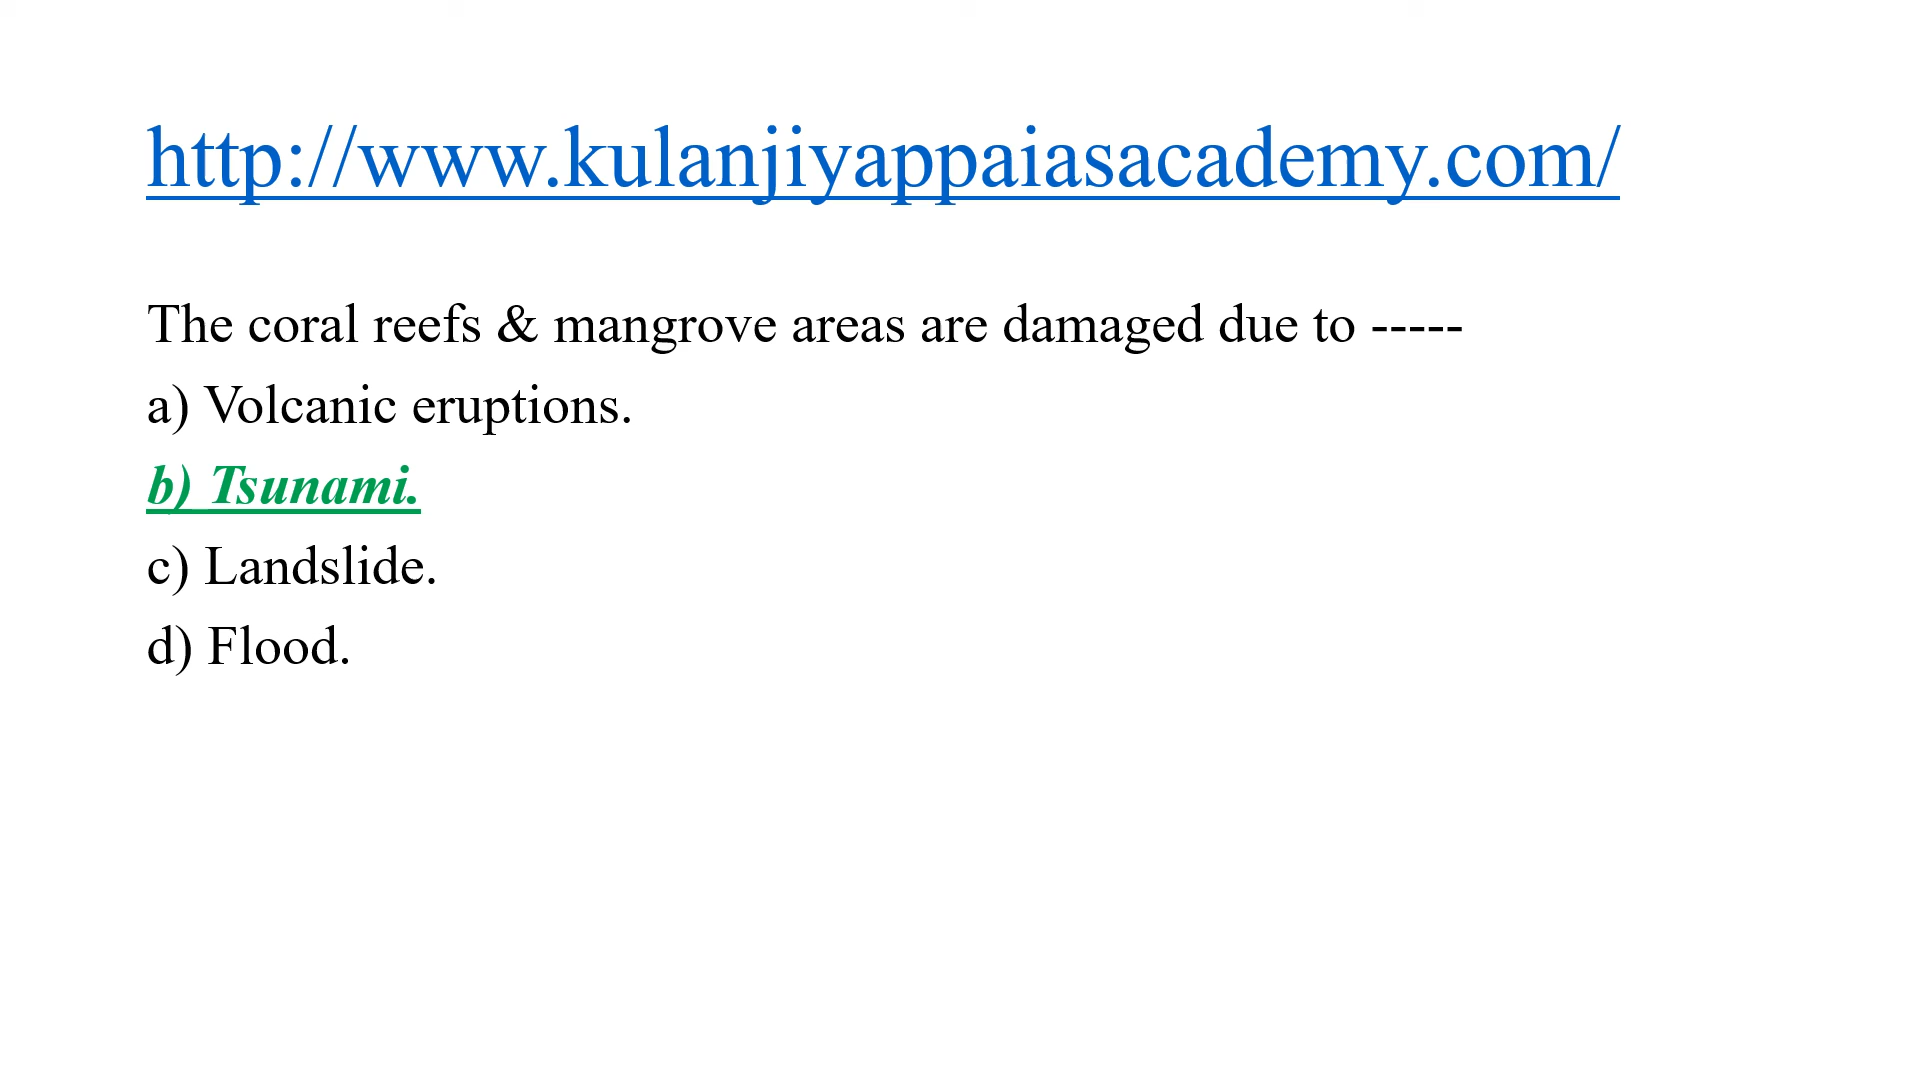 http://www.kulanjiyappaiasacademy.com/
The coral reefs & mangrove areas are damaged due to -----
a) Volcanic eruptions.
b) Tsunami.
c) Landslide.
d) Flood.